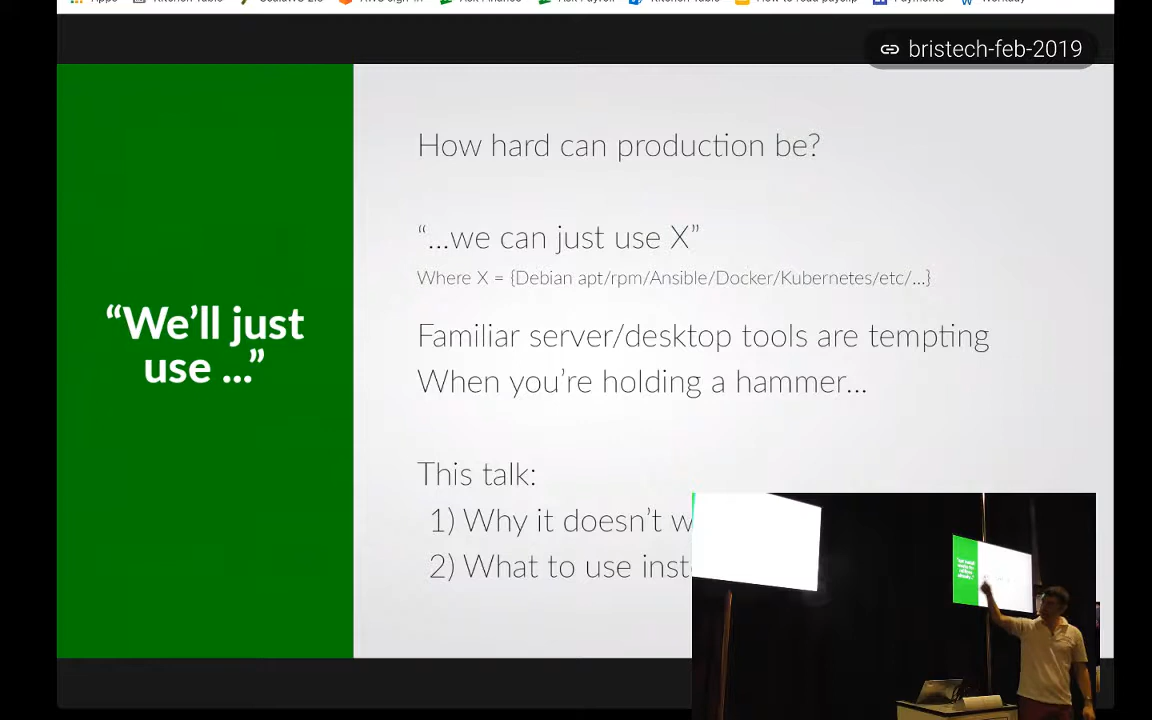 bristech-feb-2019
How hard can production be?
“...we can just use X”
Where X = {Debian apt/rpm/Ansible/Docker/Kubernetes/etc/...}
“We’ll just
use ...”
Familiar server/desktop tools are tempting
When you’re holding a hammer...
This talk:
1) Why it doesn’t w
2) What to use inst